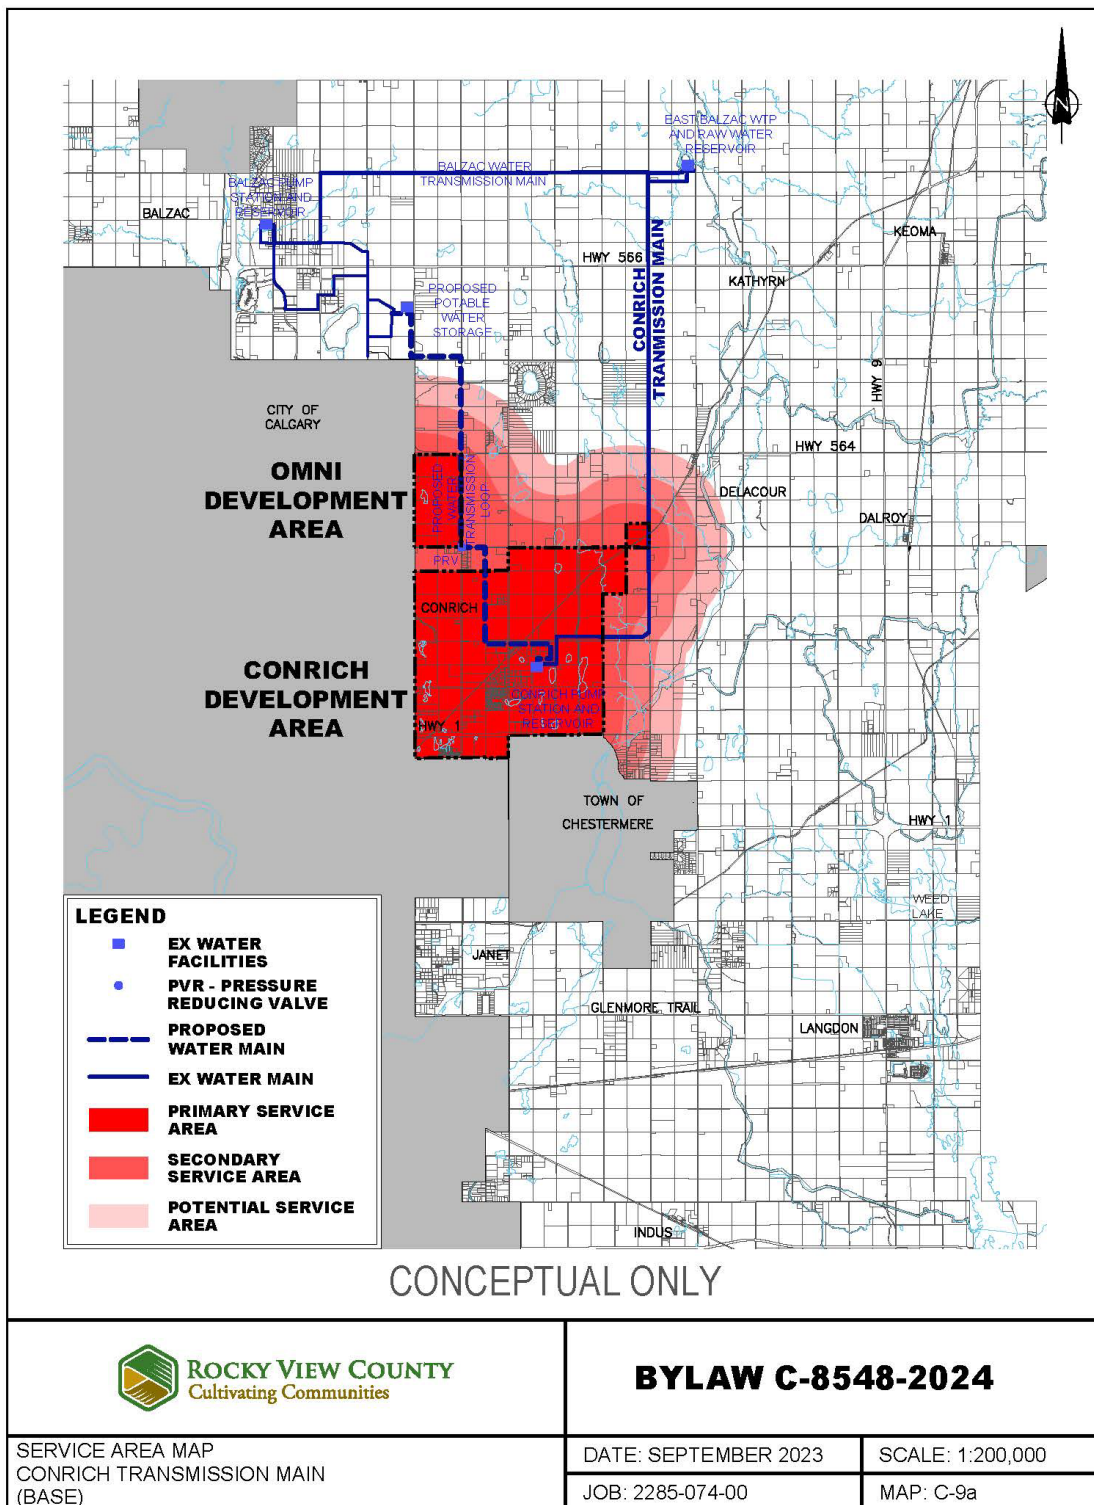 N
EAST BALZAC WTP
AND RAW WATER
RESERVOIR
BALZAC WATER
TRANSMISSION MAIN
BALZAC PUMP
STATION AND
RESERVOIR
BALZAC
KEOMA
HWY 566
KATHYRN
CONRICH
TRANMISSION MAIN
PROPOSED
POTABLE
WATER
STORAGE
HWY 9
CITY OF
CALGARY
HWY 564
OMNI
DEVELOPMENT
AREA
PROPOSED
WATER
TRANSMISSION
LOOP
DELACOUR
DALROY
PRV
CONRICH
CONRICH
DEVELOPMENT
AREA
CONRICH PUMP
STATION AND
RESERVOIR
HWY 1
TOWN OF
CHESTERMERE
HWY 1
WEED
LAKE
JANET
GLENMORE TRAIL
LANGDON
INDUS
LEGEND
EX WATER
FACILITIES
PVR - PRESSURE
REDUCING VALVE
PROPOSED
WATER MAIN
EX WATER MAIN
PRIMARY SERVICE
AREA
SECONDARY
SERVICE AREA
POTENTIAL SERVICE
AREA
CONCEPTUAL ONLY
ROCKY VIEW COUNTY
Cultivating Communities
BYLAW C-8548-2024
SERVICE AREA MAP
CONRICH TRANSMISSION MAIN
(BASE)
DATE: SEPTEMBER 2023
SCALE: 1:200,000
JOB: 2285-074-00
MAP: C-9a